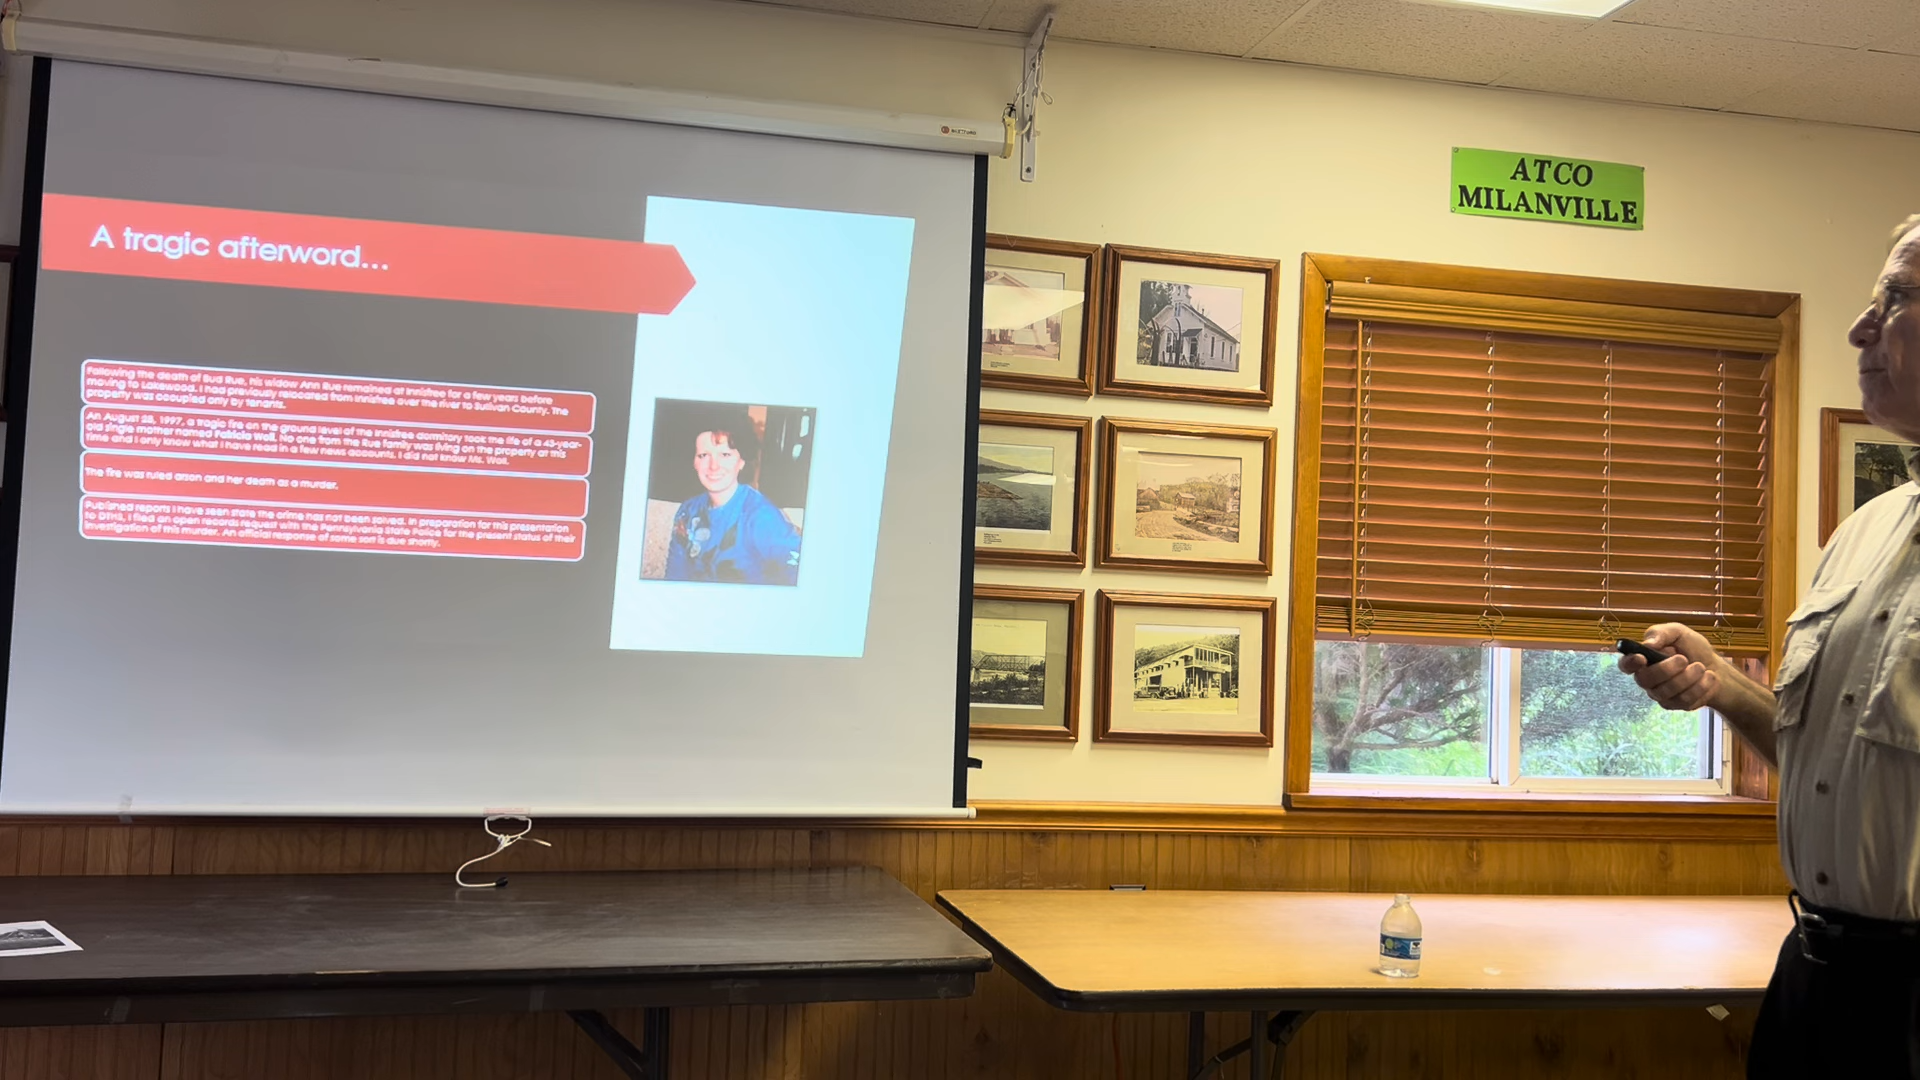 A tragic afterword...
Following the death of Bud Rue, his widow Ann Rue remained at Innisfree for a few years before
moving to Lakewood. I had previously relocated from Innisfree over the river to Sullivan County. The
property was occupied only by tenants.
An August 28, 1997, a tragic fire on the ground level of the Innisfree dormitory took the life of a 43-year-
old single mother named Patricia Woll. No one from the Rue family was living on the property at this
time and I only know what I have read in a few news accounts. I did not know Ms. Woll.
The fire was ruled arson and her death as a murder.
Published reports I have seen state the crime has not been solved. In preparation for this presentation
to DTHS, I filed an open records request with the Pennsylvania State Police for the present status of their
investigation of this murder. An official response of some sort is due shortly.
ATCO
MILANVILLE